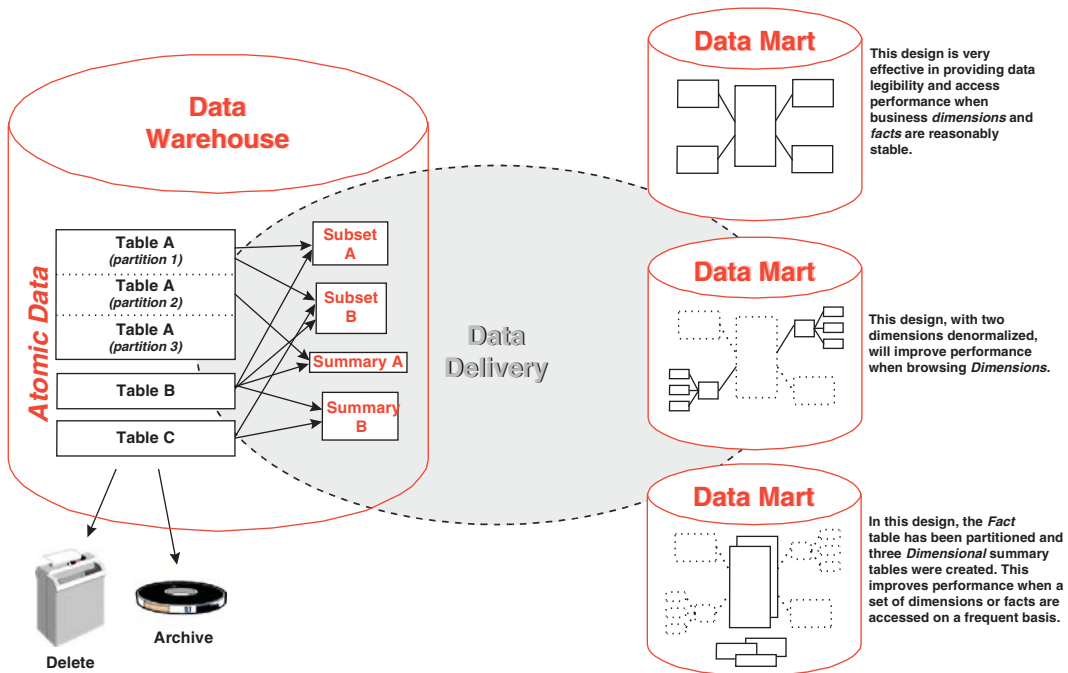 Data
Warehouse
Atomic Data
Table A
(partition 1)
Table A
(partition 2)
Table A
(partition 3)
Table B
Table C
Subset
A
Subset
B
Summary A
Summary
B
Data
Delivery
Delete
Archive
Data Mart
This design is very
effective in providing data
legibility and access
performance when
business dimensions and
facts are reasonably
stable.
Data Mart
This design, with two
dimensions denormalized,
will improve performance
when browsing Dimensions.
Data Mart
In this design, the Fact
table has been partitioned and
three Dimensional summary
tables were created. This
improves performance when a
set of dimensions or facts are
accessed on a frequent basis.